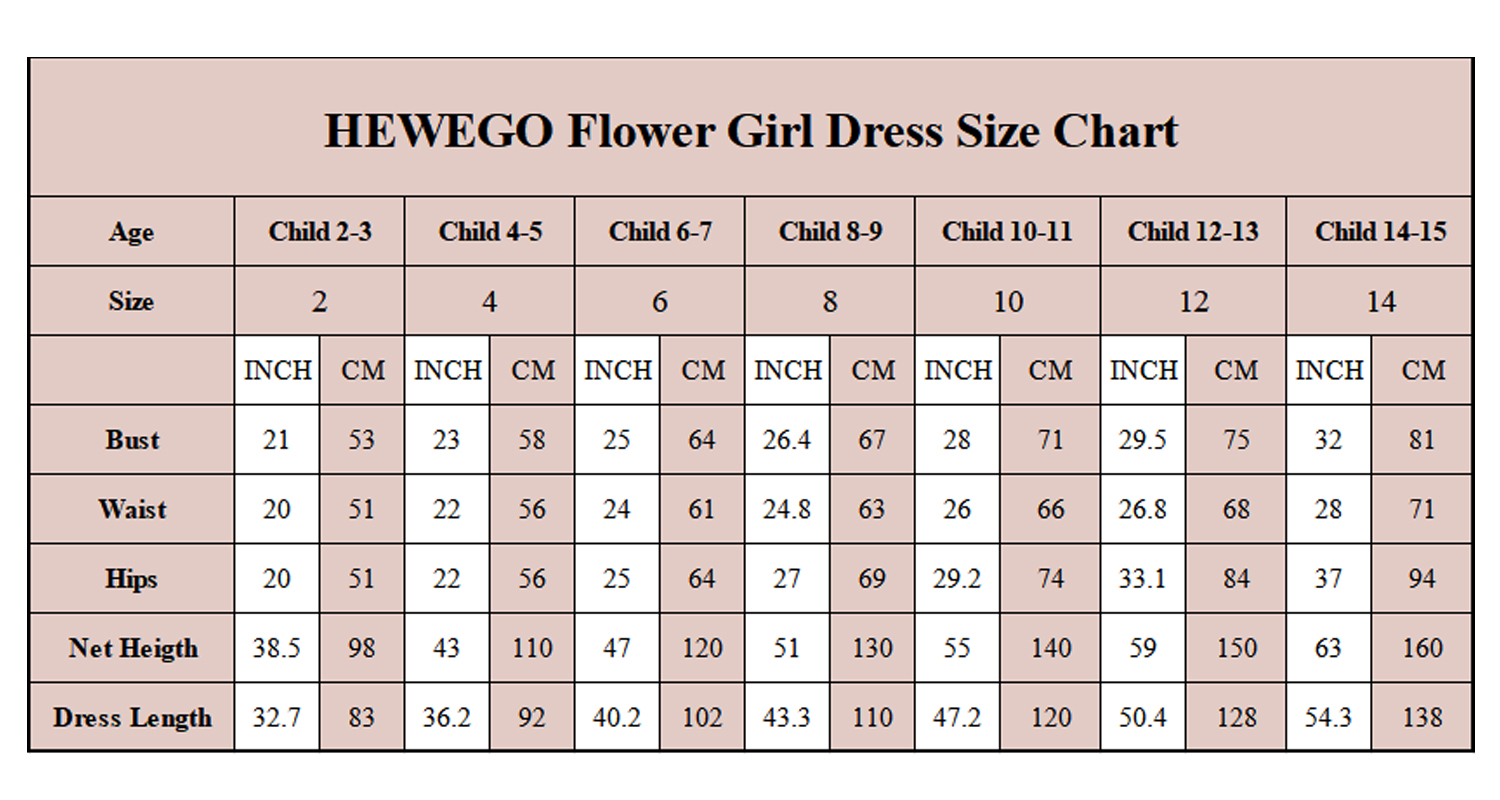 HEWEGO Flower Girl Dress Size Chart
Age Child 2-3 Child 4-5 Child 6-7 Child 8-9 Child 10-11 Child 12-13 Child 14-15
Size 2 4 6 8 10 12 14
INCH CM INCH CM INCH CM INCH CM INCH CM INCH CM INCH CM
Bust 21 53 23 58 25 64 26.4 67 28 71 29.5 75 32 81
Waist 20 51 22 56 24 61 24.8 63 26 66 26.8 68 28 71
Hips 20 51 22 56 25 64 27 69 29.2 74 33.1 84 37 94
Net Heigth 38.5 98 43 110 47 120 51 130 55 140 59 150 63 160
Dress Length 32.7 83 36.2 92 40.2 102 43.3 110 47.2 120 50.4 128 54.3 138